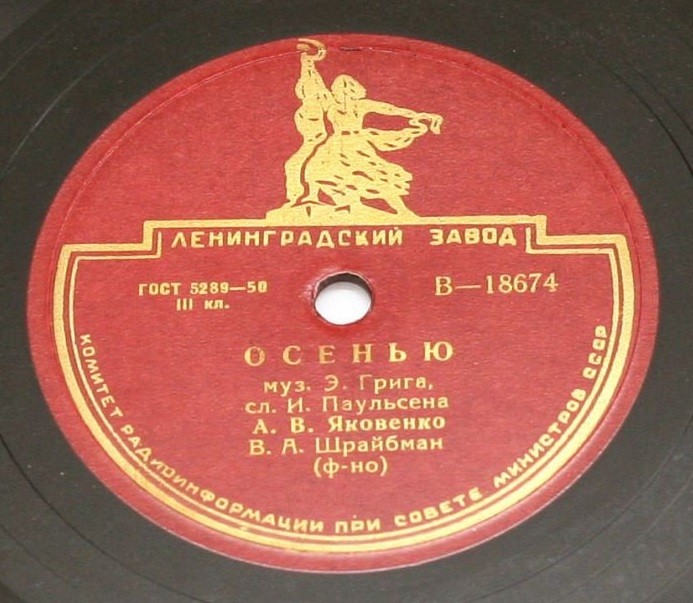 ЛЕНИНГРАДСКИЙ ЗАВОД
ГОСТ 5289—50
III кл.
В—18674
ОСЕНЬЮ
муз. Э. Грига,
сл. И. Паульсена
А. В. Яковенко
В. А. Шрайбман
(ф-но)
КОМИТЕТ РАДИОИНФОРМАЦИИ ПРИ СОВЕТЕ МИНИСТРОВ СССР